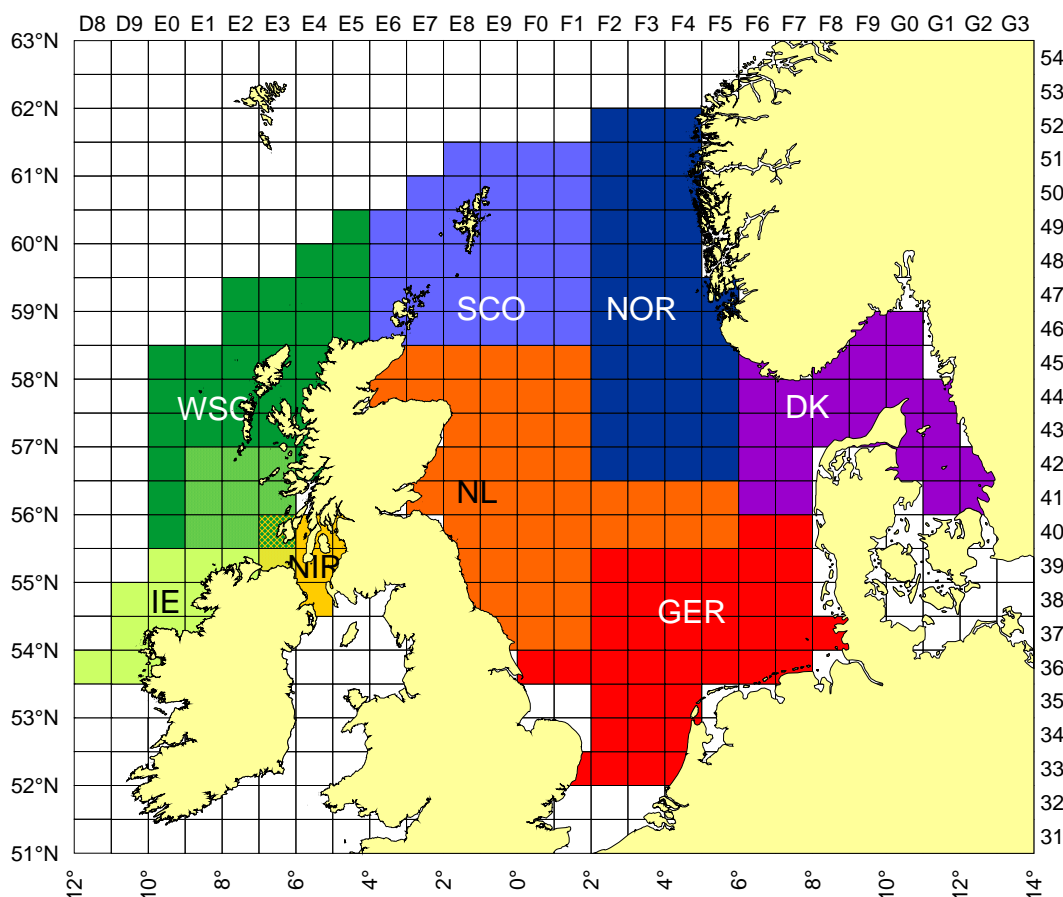 D8 D9 E0 E1 E2 E3 E4 E5 E6 E7 E8 E9 F0 F1 F2 F3 F4 F5 F6 F7 F8 F9 G0 G1 G2 G3
63°N
54
53
62°N
52
51
61°N
50
49
60°N
48
47
59°N
SCO NOR
46
45
58°N
WSC DK
44
43
57°N
42
NL
41
56°N
40
NIR
39
55°N
IE GER
38
37
54°N
36
35
53°N
34
33
52°N
32
31
51°N
12° 10° 8° 6° 4° 2° 0° 2° 4° 6° 8° 10° 12° 14°